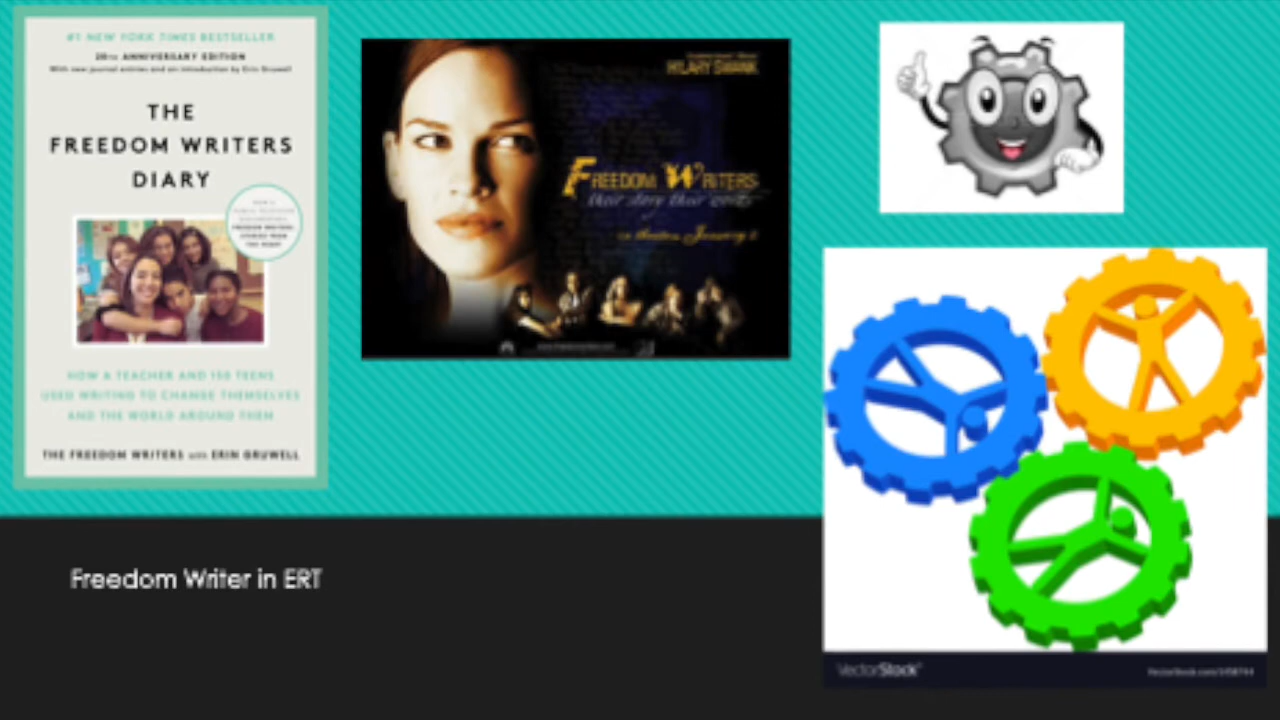 #1 NEW YORK TIMES BESTSELLER
20TH ANNIVERSARY EDITION
With new journal entries and an introduction by Erin Gruwell
THE
FREEDOM WRITERS
DIARY
HOW A TEACHER AND 150 TEENS
USED WRITING TO CHANGE THEMSELVES
AND THE WORLD AROUND THEM
THE FREEDOM WRITERS with ERIN GRUWELL
HILARY SWANK
FREEDOM WRITERS
their story. their words.
in theaters January 5
Freedom Writer in ERT
VectorStock®